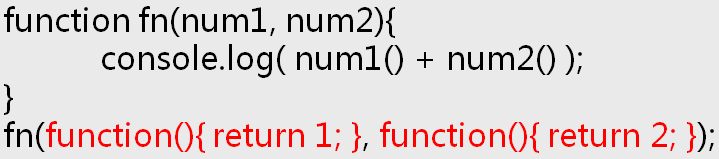 function fn(num1, num2){
console.log( num1() + num2() );
}
fn(function(){ return 1; }, function(){ return 2; });